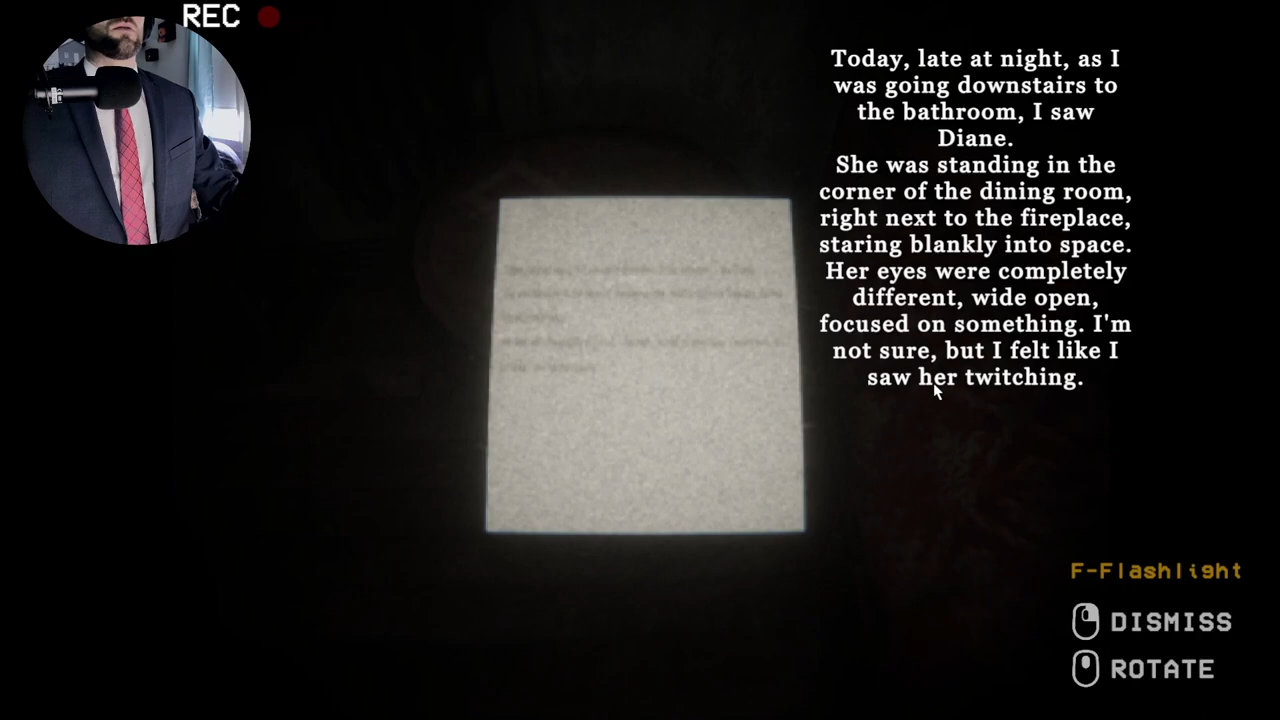 REC
Today, late at night, as I
was going downstairs to
the bathroom, I saw
Diane.
She was standing in the
corner of the dining room,
right next to the fireplace,
staring blankly into space.
Her eyes were completely
different, wide open,
focused on something. I'm
not sure, but I felt like I
saw her twitching.
F-Flashlight
DISMISS
ROTATE